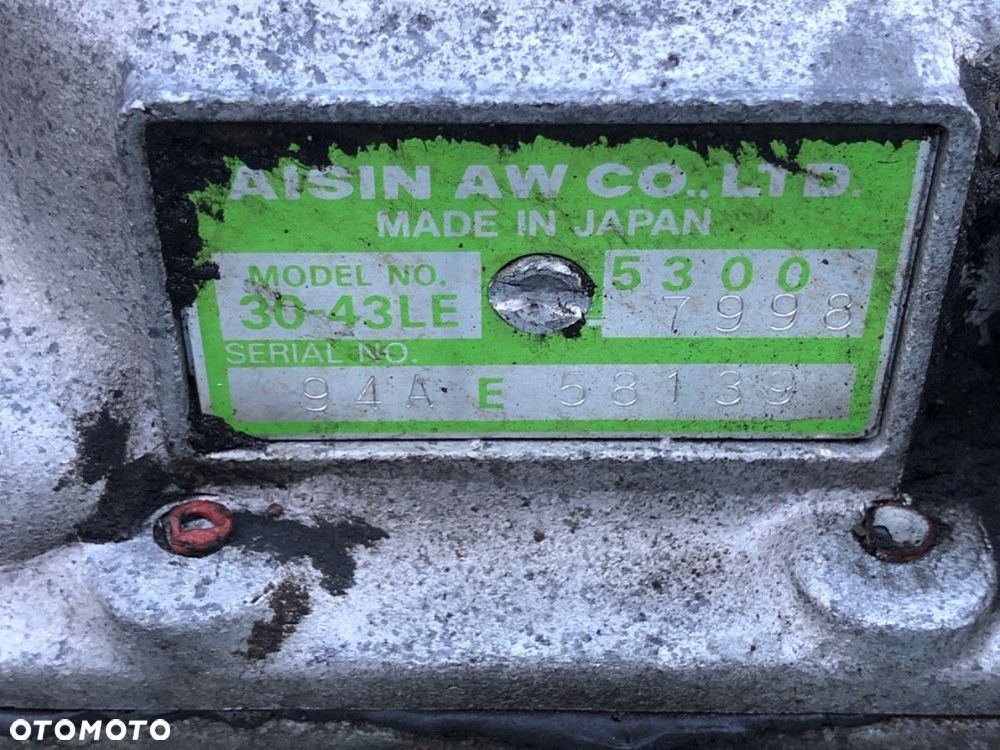 AISIN AW CO., LTD.
MADE IN JAPAN
MODEL NO. 5300
30-43LE 7998
SERIAL NO.
94A E 58139
OTOMOTO